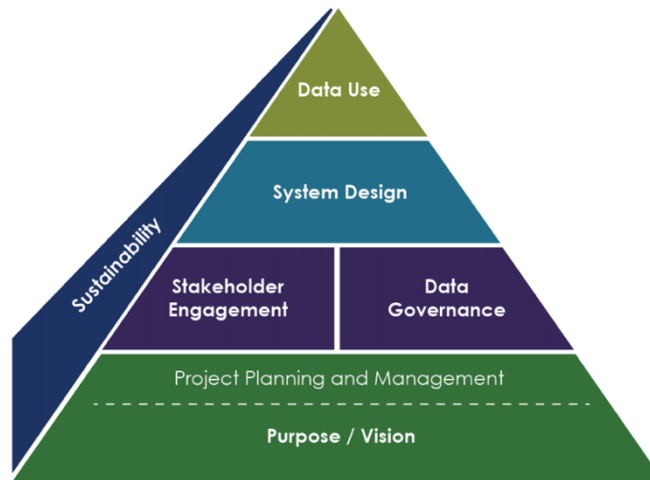 Data Use
System Design
Sustainability
Stakeholder
Engagement
Data
Governance
Project Planning and Management
Purpose / Vision